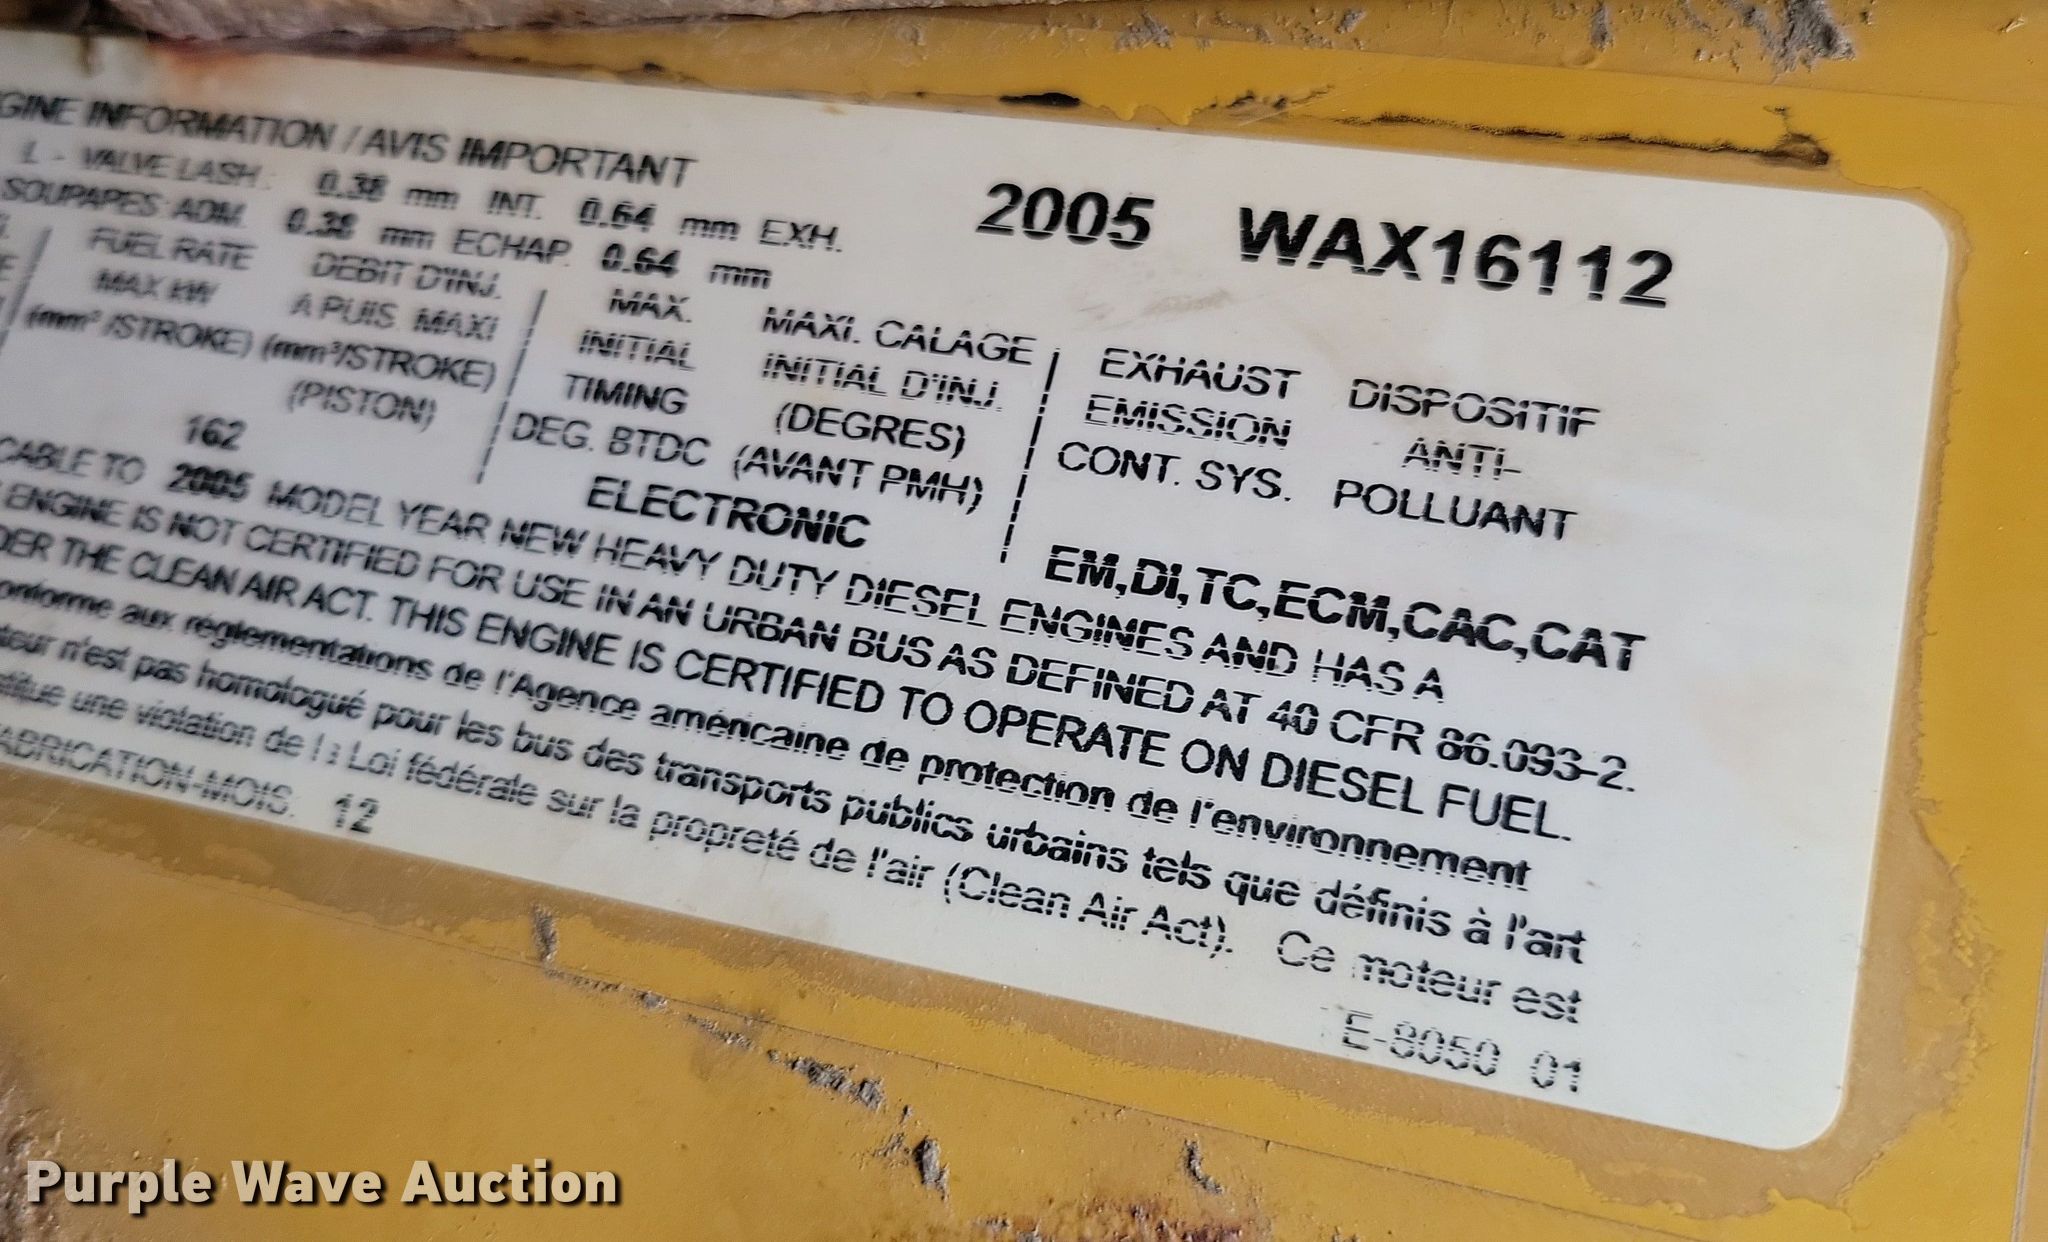 GINE INFORMATION / AVIS IMPORTANT
2005 WAX16112
L - VALVE LASH : 0.38 mm INT. 0.64 mm EXH.
SOUPAPES: ADM. 0.38 mm ECHAP. 0.64 mm
FUEL RATE DEBIT D'INJ. MAX. MAXI. CALAGE EXHAUST DISPOSITIF
MAX kW A PUIS. MAXI INITIAL INITIAL D'INJ. EMISSION ANTI-
(mm³/STROKE) (mm³/STROKE) TIMING (DEGRES) CONT. SYS. POLLUANT
(PISTON) DEG. BTDC (AVANT PMH)
162 ELECTRONIC EM,DI,TC,ECM,CAC,CAT
CABLE TO 2005 MODEL YEAR NEW HEAVY DUTY DIESEL ENGINES AND HAS A
ENGINE IS NOT CERTIFIED FOR USE IN AN URBAN BUS AS DEFINED AT 40 CFR 86.093-2.
DER THE CLEAN AIR ACT. THIS ENGINE IS CERTIFIED TO OPERATE ON DIESEL FUEL.
onforme aux réglementations de l'Agence américaine de protection de l'environnement
teur n'est pas homologué pour les bus des transports publics urbains tels que définis à l'art
stitue une violation de la Loi fédérale sur la propreté de l'air (Clean Air Act). Ce moteur est
ABRICATION-MOIS. 12
E-8050 01
Purple Wave Auction